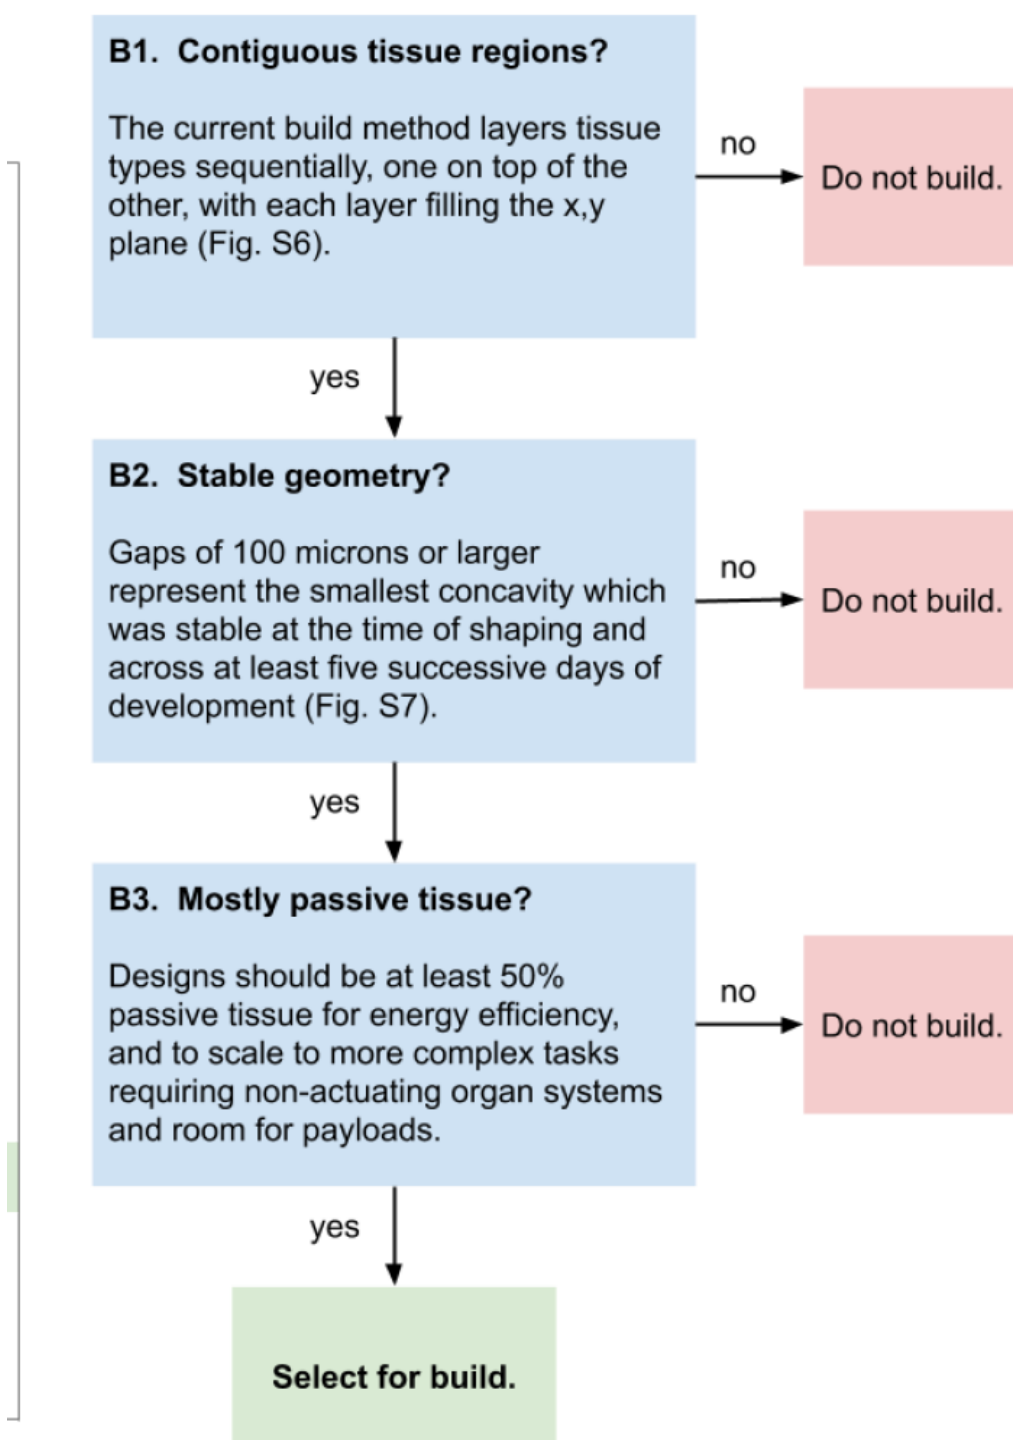 B1. Contiguous tissue regions?
The current build method layers tissue
types sequentially, one on top of the
other, with each layer filling the x,y
plane (Fig. S6).
no
Do not build.
yes
B2. Stable geometry?
Gaps of 100 microns or larger
represent the smallest concavity which
was stable at the time of shaping and
across at least five successive days of
development (Fig. S7).
no
Do not build.
yes
B3. Mostly passive tissue?
Designs should be at least 50%
passive tissue for energy efficiency,
and to scale to more complex tasks
requiring non-actuating organ systems
and room for payloads.
no
Do not build.
yes
Select for build.